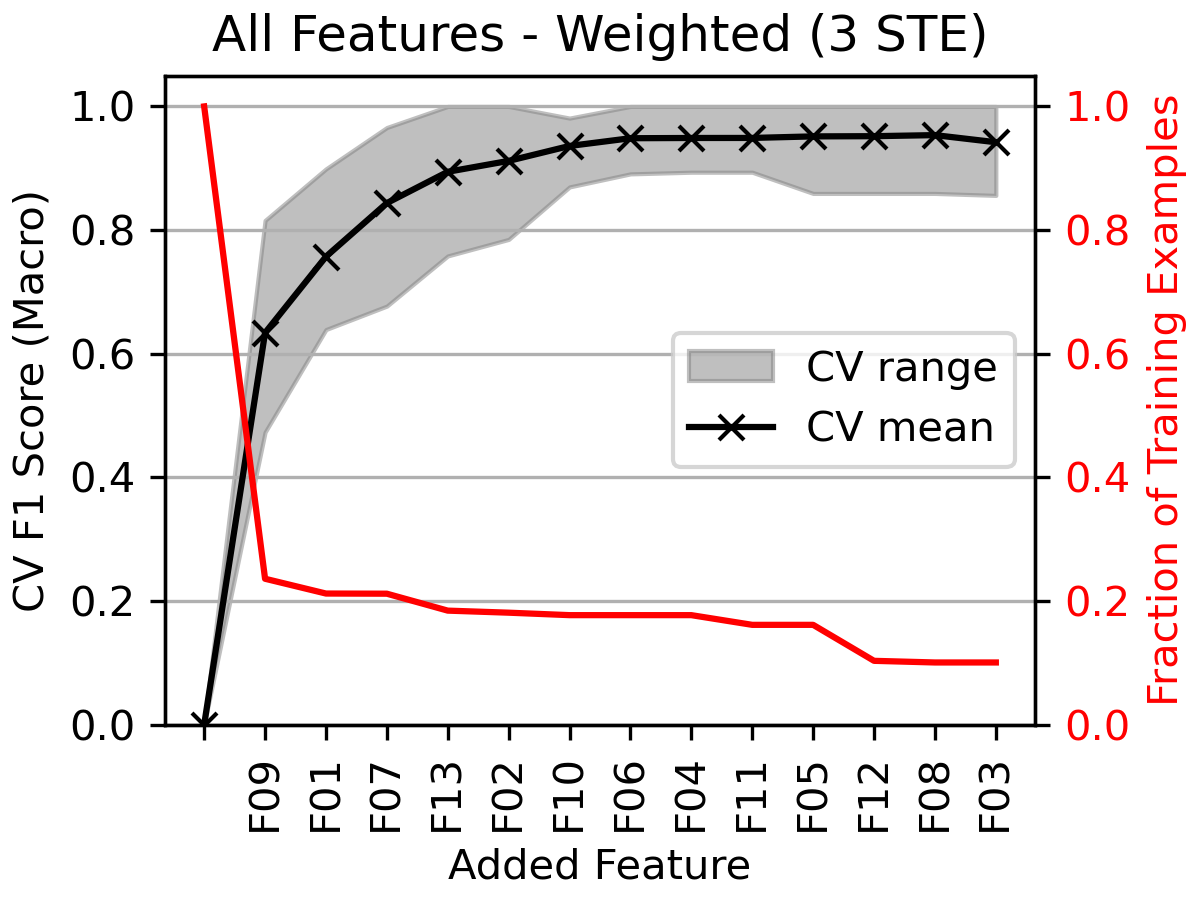 All Features - Weighted (3 STE)
CV F1 Score (Macro)
1.0
0.8
0.6
0.4
0.2
0.0
CV range
CV mean
1.0
0.8
0.6
0.4
0.2
0.0
Fraction of Training Examples
F09
F01
F07
F13
F02
F10
F06
F04
F11
F05
F12
F08
F03
Added Feature